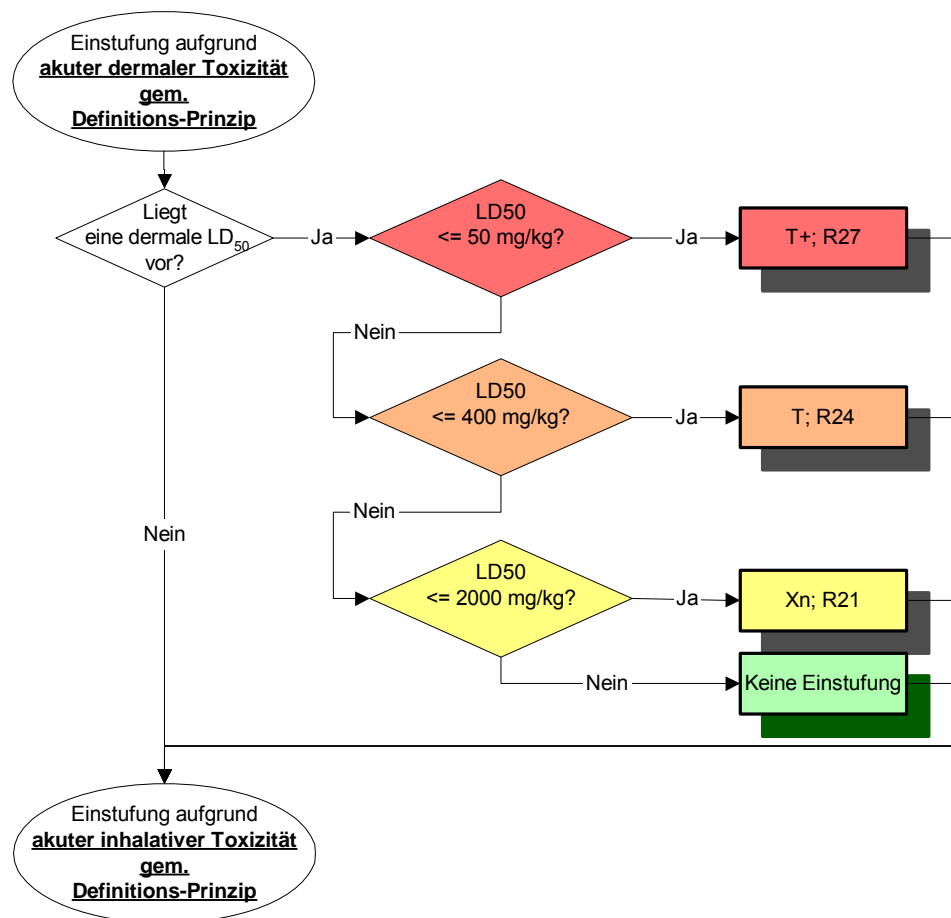 Einstufung aufgrund
akuter dermaler Toxizität
gem.
Definitions-Prinzip
Liegt
eine dermale LD50
vor?
Ja
LD50
<= 50 mg/kg?
Ja
T+; R27
Nein
LD50
<= 400 mg/kg?
Ja
T; R24
Nein
Nein
LD50
<= 2000 mg/kg?
Ja
Xn; R21
Nein
Keine Einstufung
Einstufung aufgrund
akuter inhalativer Toxizität
gem.
Definitions-Prinzip